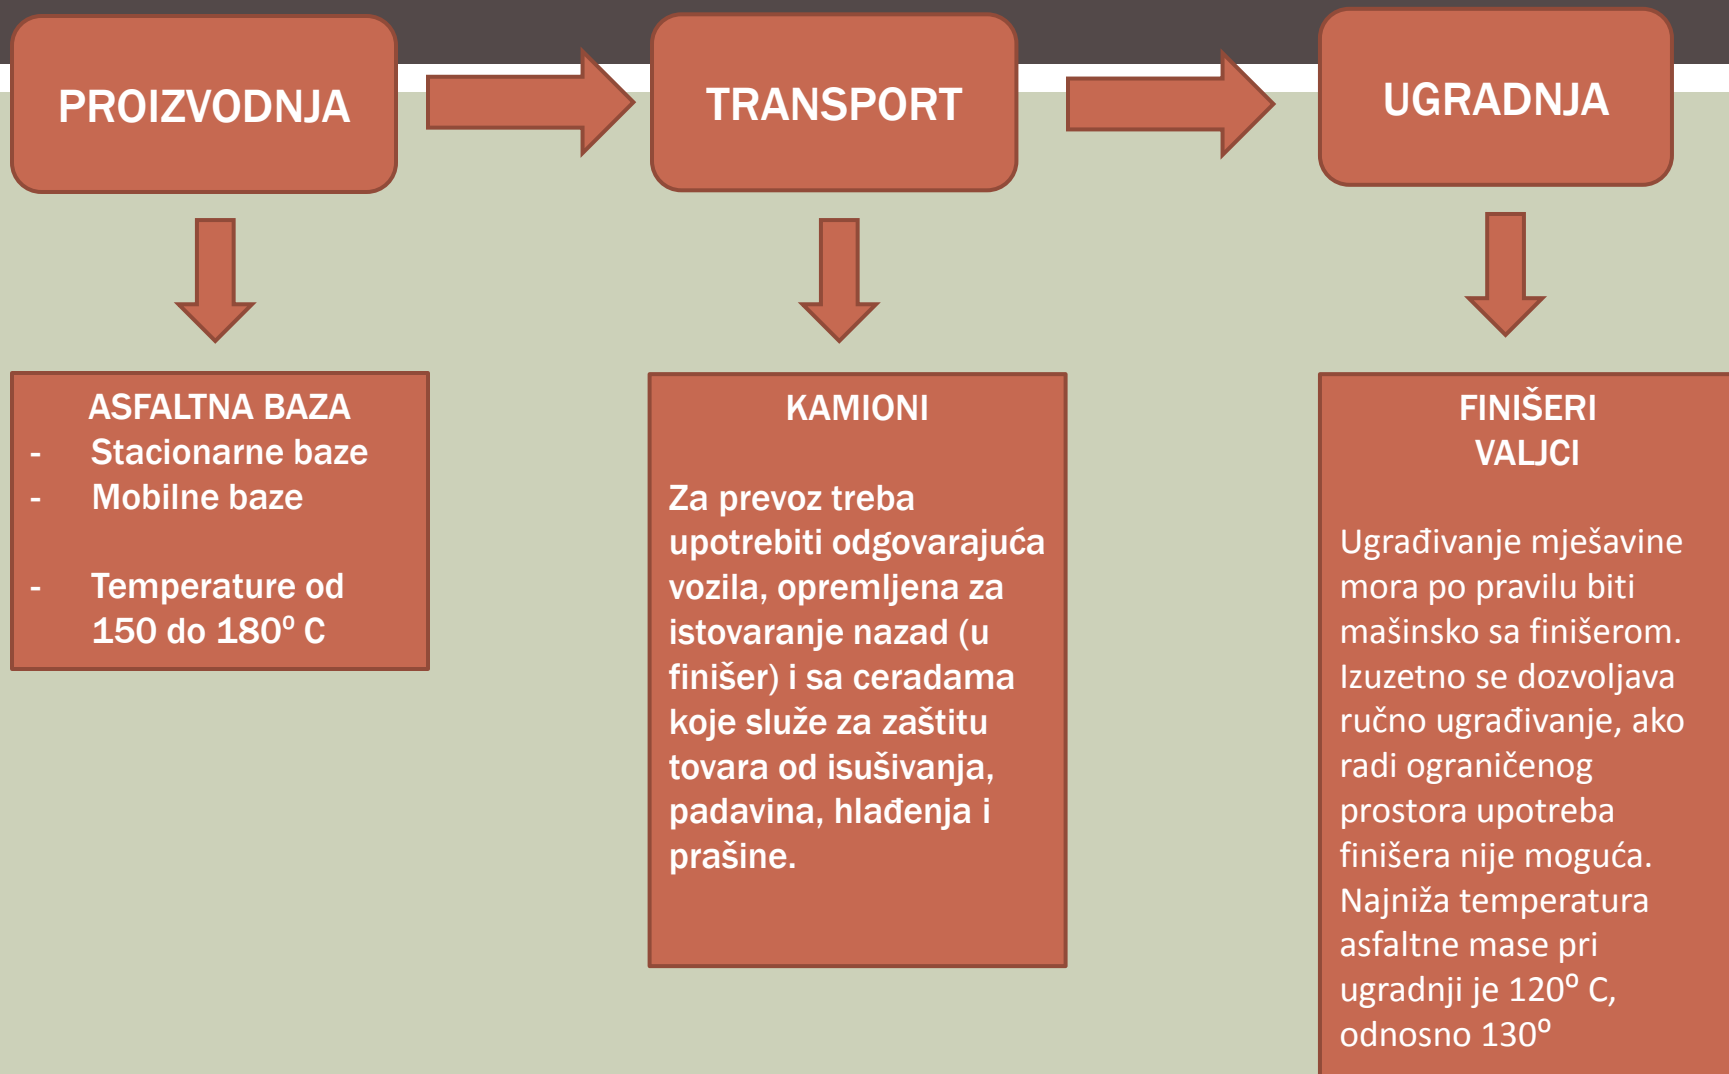 PROIZVODNJA
TRANSPORT
UGRADNJA
ASFALTNA BAZA
- Stacionarne baze
- Mobilne baze
- Temperature od
150 do 180⁰ C
KAMIONI
Za prevoz treba
upotrebiti odgovarajuća
vozila, opremljena za
istovaranje nazad (u
finišer) i sa ceradama
koje služe za zaštitu
tovara od isušivanja,
padavina, hlađenja i
prašine.
FINIŠERI
VALJCI
Ugrađivanje mješavine
mora po pravilu biti
mašinsko sa finišerom.
Izuzetno se dozvoljava
ručno ugrađivanje, ako
radi ograničenog
prostora upotreba
finišera nije moguća.
Najniža temperatura
asfaltne mase pri
ugradnji je 120⁰ C,
odnosno 130⁰